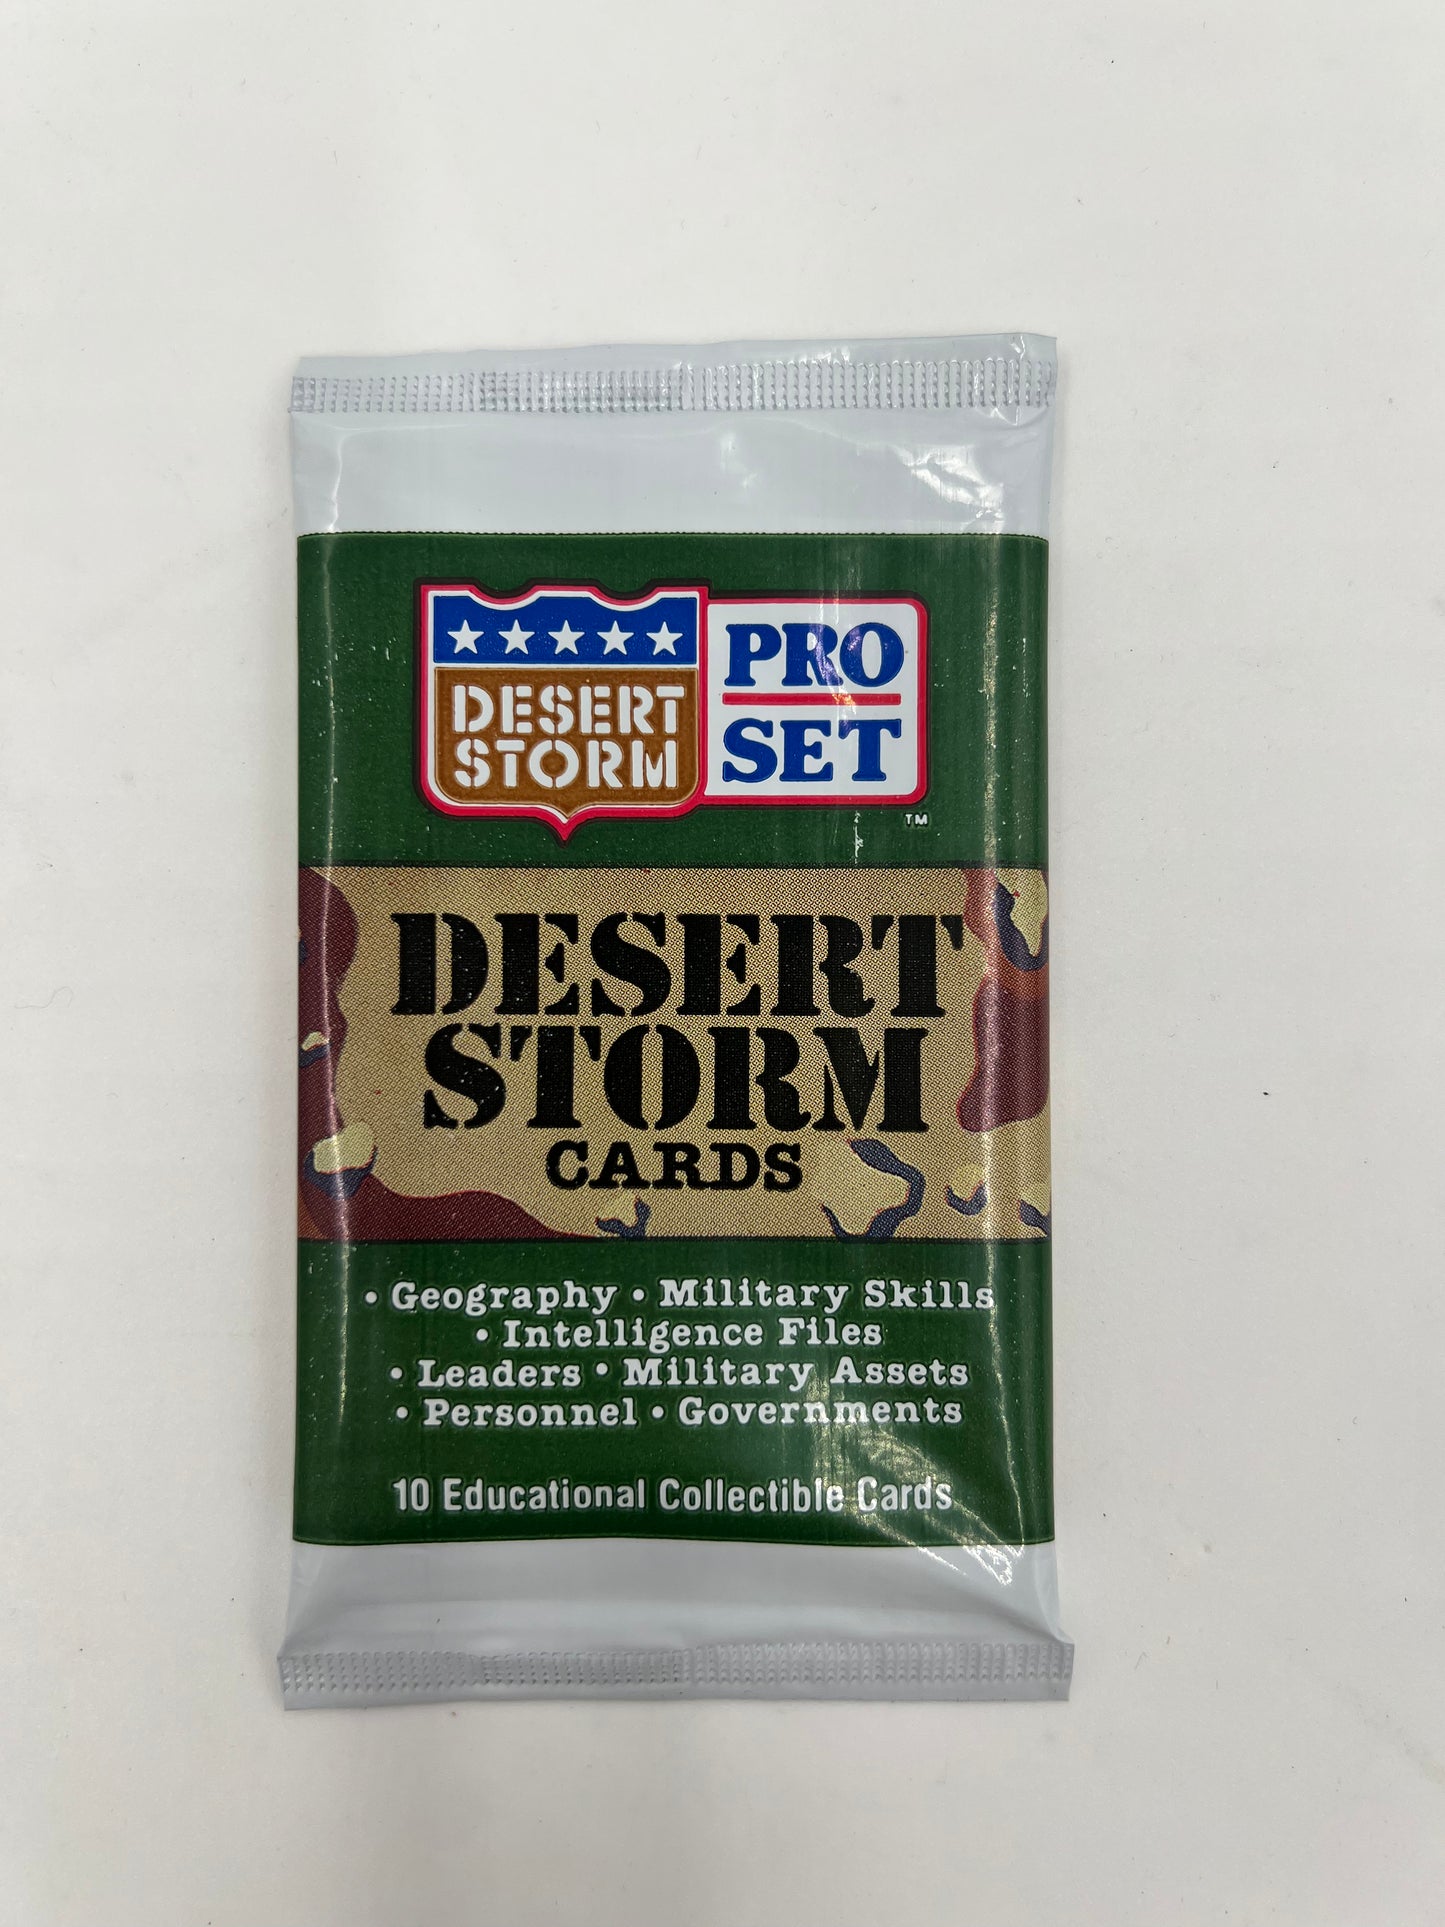 DESERT
STORM
PRO
SET
TM
DESERT
STORM
CARDS
• Geography • Military Skills
• Intelligence Files
• Leaders • Military Assets
• Personnel • Governments
10 Educational Collectible Cards